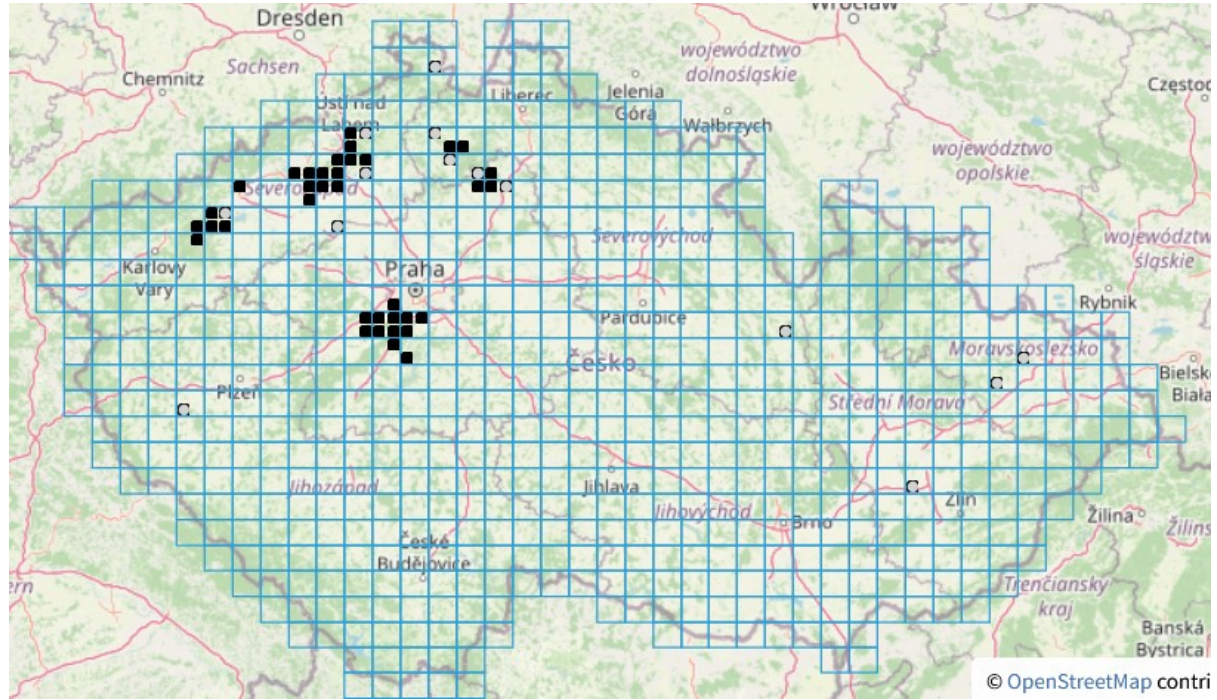 Wrocław
Dresden
województwo
dolnośląskie
Sachsen
Chemnitz
Częstoc
Liberec
Jelenia
Góra
Ústí nad
Labem
Wałbrzych
województwo
opolskie
Severozápad
Severovýchod
województw
śląskie
Karlovy
Vary
Praha
Rybnik
Pardubice
Moravskoslezsko
Česko
Bielsko
Biała
Plzeň
Střední Morava
Jihozápad
Jihlava
Zlín
Jihovýchod
Brno
Žilina
Žilins
České
Budějovice
ern
Trenčiansky
kraj
Banská
Bystrica
© OpenStreetMap contri